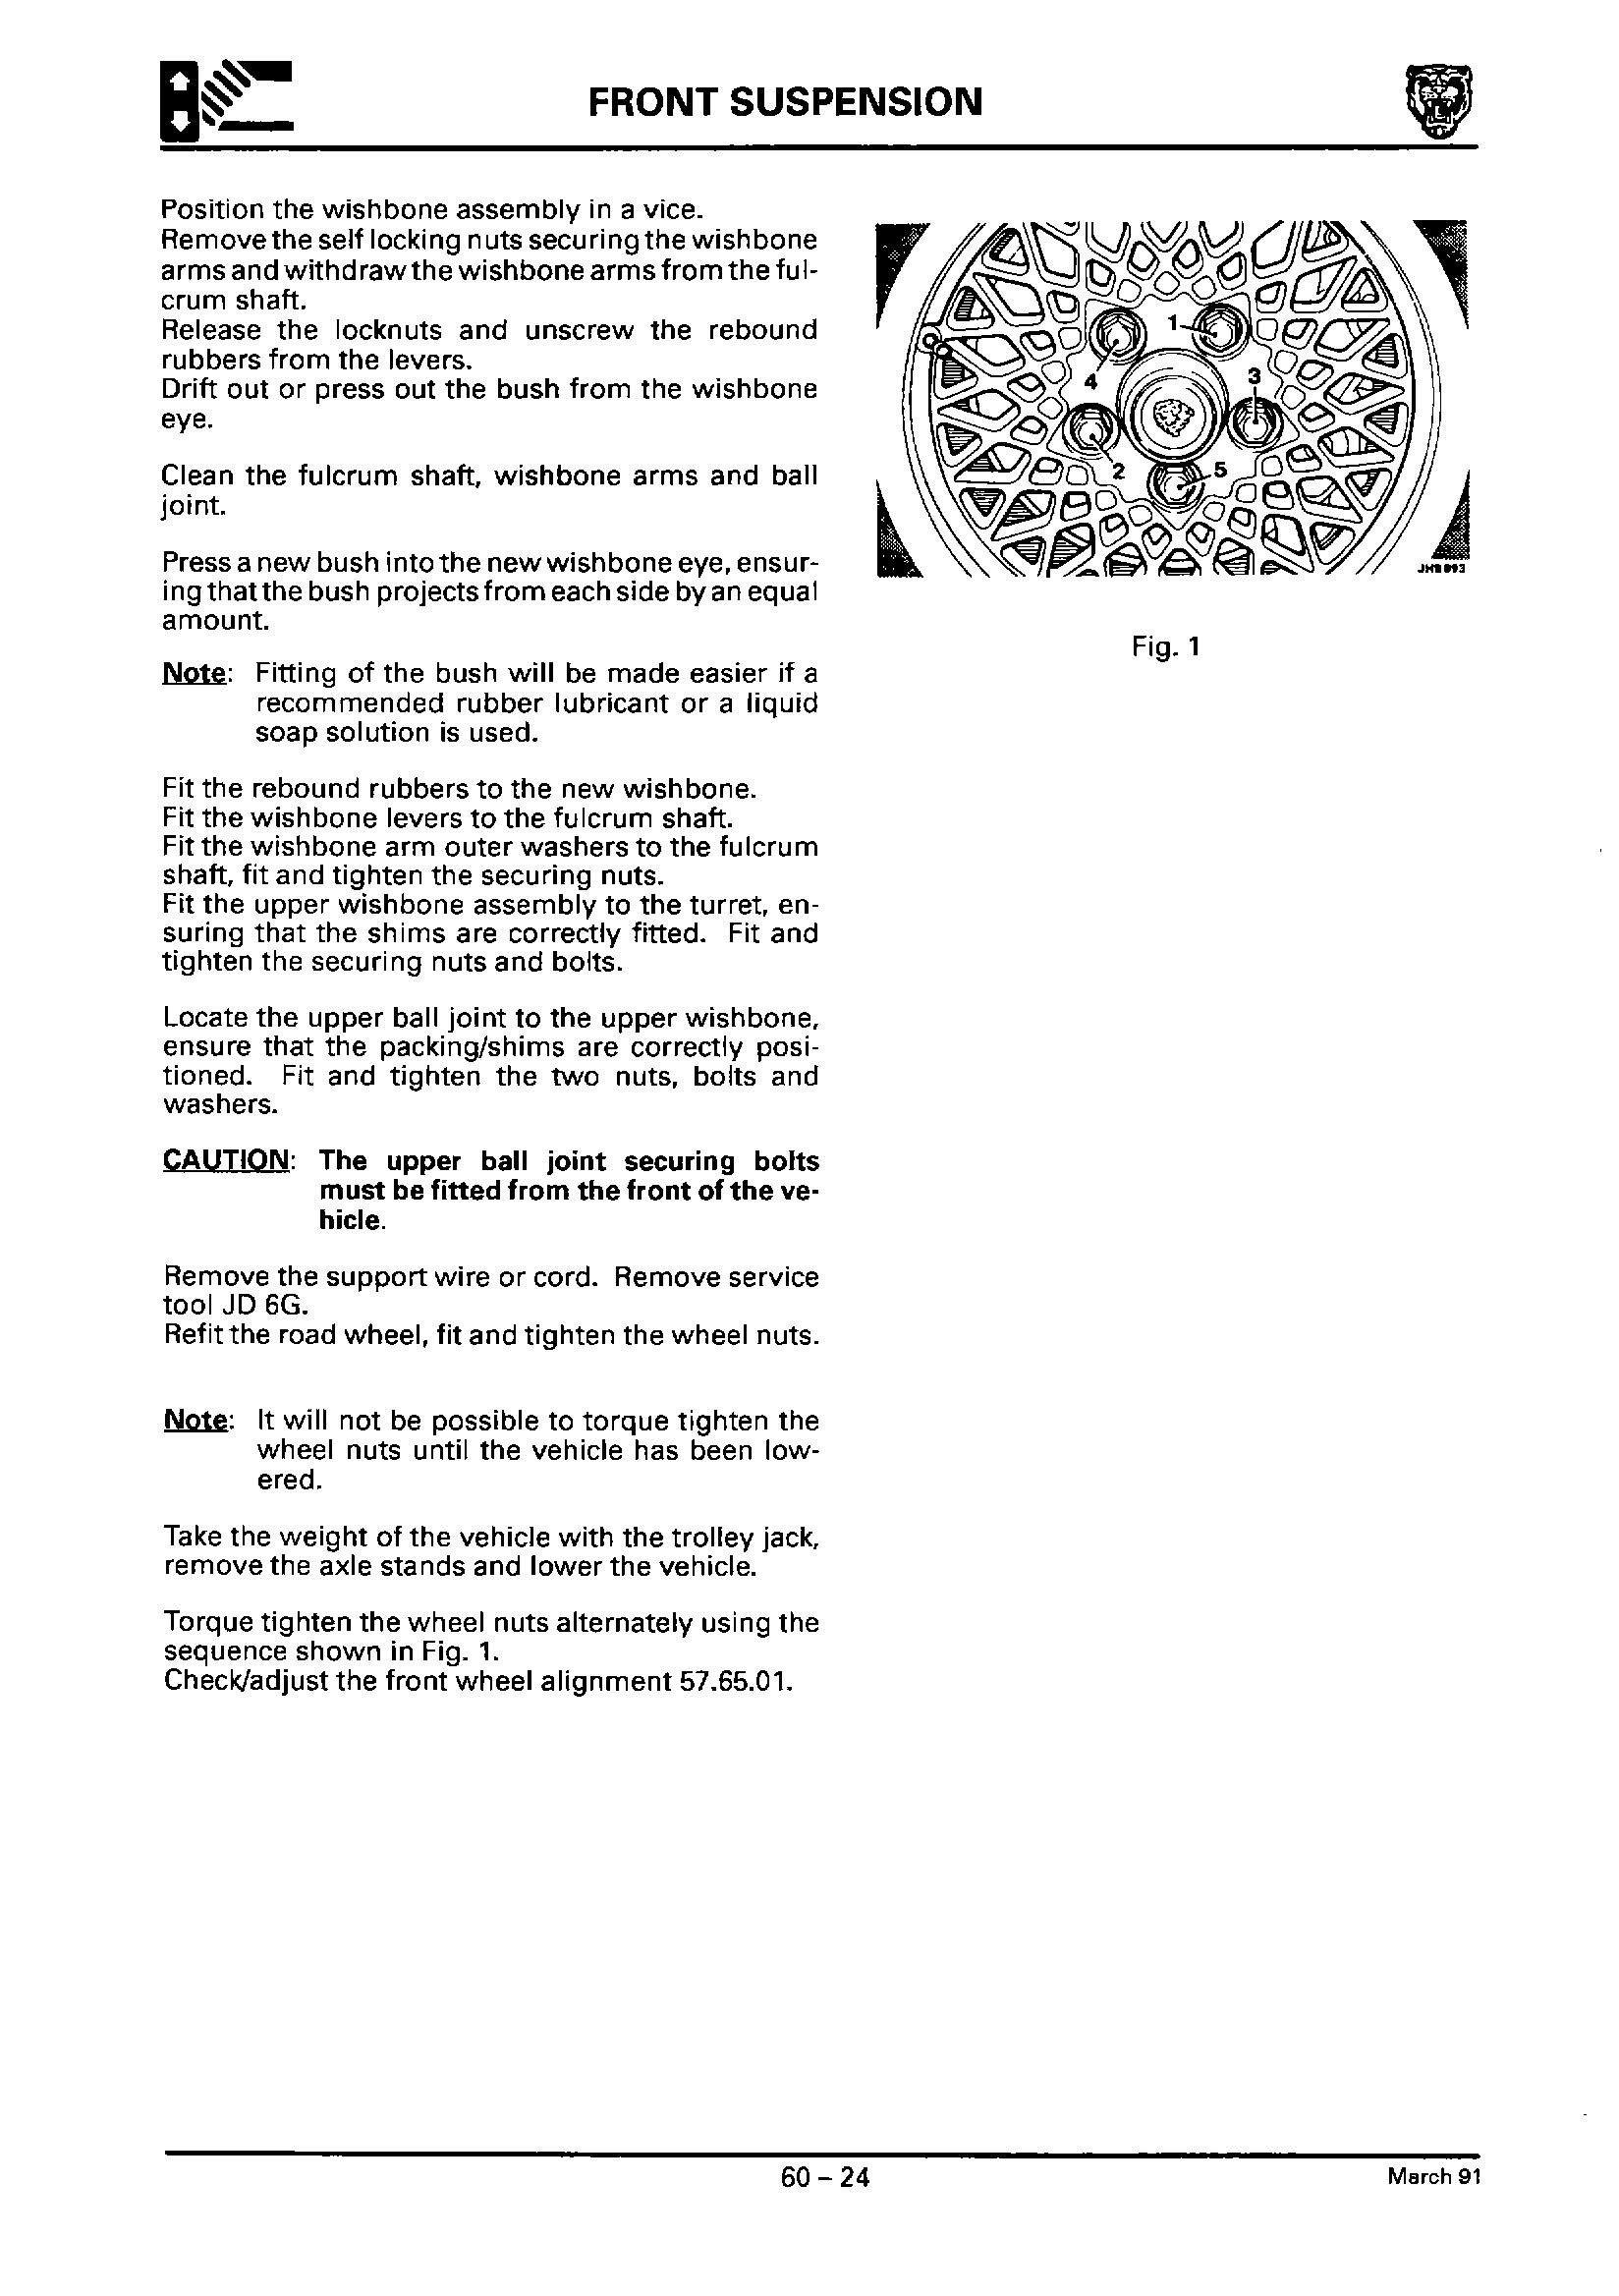 FRONT SUSPENSION
Position the wishbone assembly in a vice.
Remove the self locking nuts securing the wishbone
arms and withdraw the wishbone arms from the ful-
crum shaft.
Release the locknuts and unscrew the rebound
rubbers from the levers.
Drift out or press out the bush from the wishbone
eye.
Clean the fulcrum shaft, wishbone arms and ball
joint.
Press a new bush into the new wishbone eye, ensur-
ing that the bush projects from each side by an equal
amount.
Note: Fitting of the bush will be made easier if a
recommended rubber lubricant or a liquid
soap solution is used.
Fit the rebound rubbers to the new wishbone.
Fit the wishbone levers to the fulcrum shaft.
Fit the wishbone arm outer washers to the fulcrum
shaft, fit and tighten the securing nuts.
Fit the upper wishbone assembly to the turret, en-
suring that the shims are correctly fitted. Fit and
tighten the securing nuts and bolts.
Locate the upper ball joint to the upper wishbone,
ensure that the packing/shims are correctly posi-
tioned. Fit and tighten the two nuts, bolts and
washers.
CAUTION: The upper ball joint securing bolts
must be fitted from the front of the ve-
hicle.
Remove the support wire or cord. Remove service
tool JD 6G.
Refit the road wheel, fit and tighten the wheel nuts.
Note: It will not be possible to torque tighten the
wheel nuts until the vehicle has been low-
ered.
Take the weight of the vehicle with the trolley jack,
remove the axle stands and lower the vehicle.
Torque tighten the wheel nuts alternately using the
sequence shown in Fig. 1.
Check/adjust the front wheel alignment 57.65.01.
1
4
3
2
5
Fig. 1
60 – 24
March 91